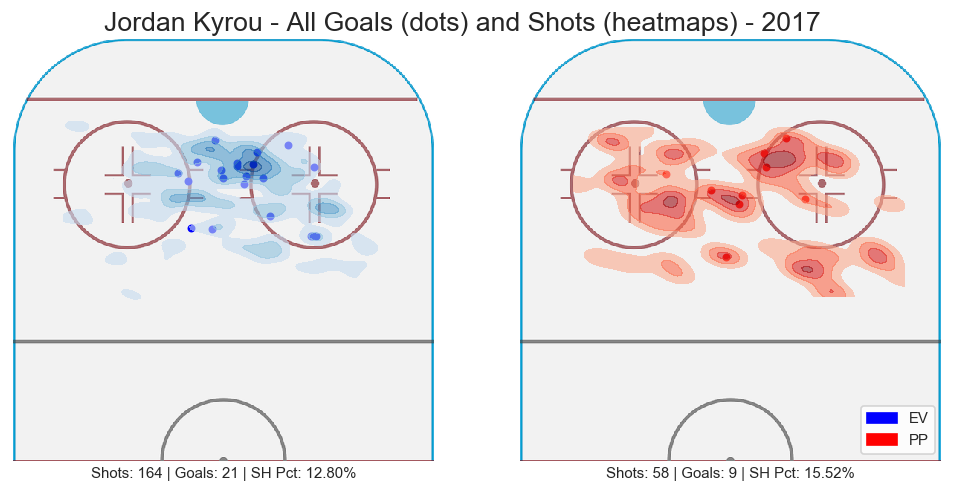 Jordan Kyrou - All Goals (dots) and Shots (heatmaps) - 2017
EV
PP
Shots: 164 | Goals: 21 | SH Pct: 12.80%
Shots: 58 | Goals: 9 | SH Pct: 15.52%